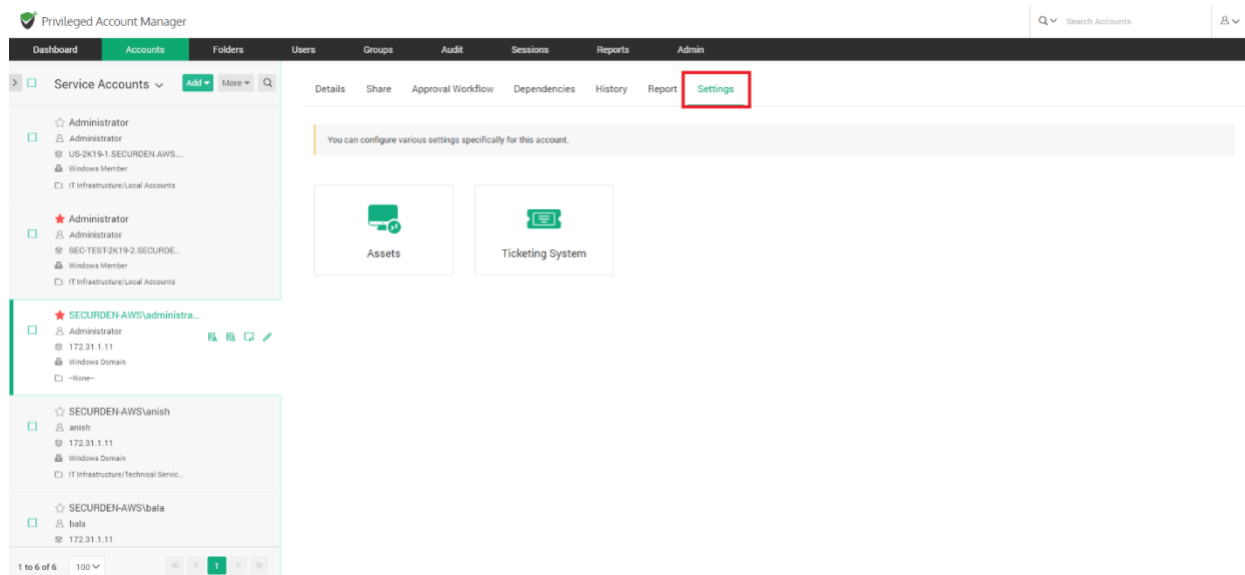 Privileged Account Manager
Search Accounts
Dashboard Accounts Folders Users Groups Audit Sessions Reports Admin
Service Accounts Add More
Details Share Approval Workflow Dependencies History Report Settings
You can configure various settings specifically for this account.
Assets
Ticketing System
Administrator
Administrator
US-2K19-1.SECURDEN.AWS....
Windows Member
IT Infrastructure/Local Accounts
Administrator
Administrator
SEC-TEST-2K19-2.SECURDE...
Windows Member
IT Infrastructure/Local Accounts
SECURDEN-AWS\administra...
Administrator
172.31.1.11
Windows Domain
~None~
SECURDEN-AWS\anish
anish
172.31.1.11
Windows Domain
IT Infrastructure/Technical Servic...
SECURDEN-AWS\bala
bala
172.31.1.11
1 to 6 of 6 100 « < 1 > »